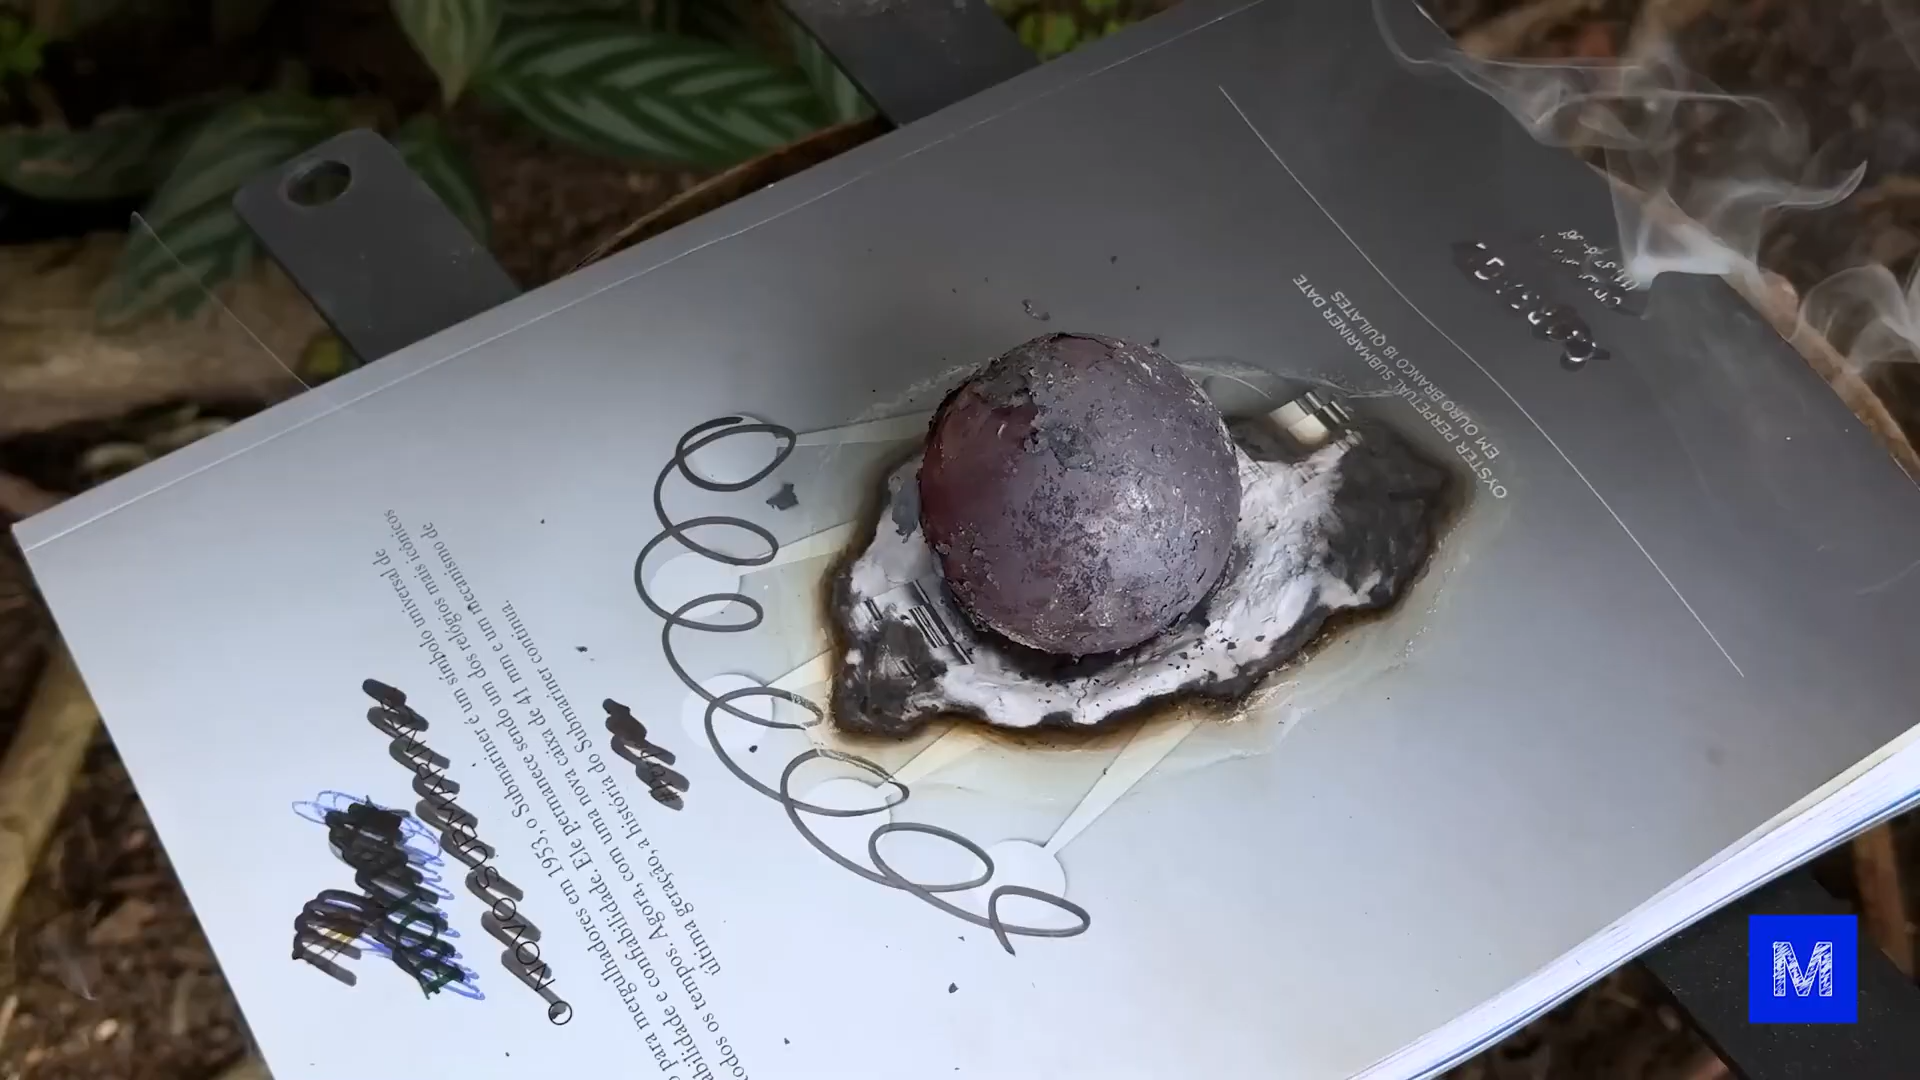 O NOVO SUBMARINER
para mergulhadores em 1953, o Submariner é um símbolo universal de
abilidade e confiabilidade. Ele permanece sendo um dos relógios mais icônicos
todos os tempos. Agora, com uma nova caixa de 41 mm e um mecanismo de
última geração, a história do Submariner continua.
OYSTER PERPETUAL SUBMARINER DATE
EM OURO BRANCO 18 QUILATES
M